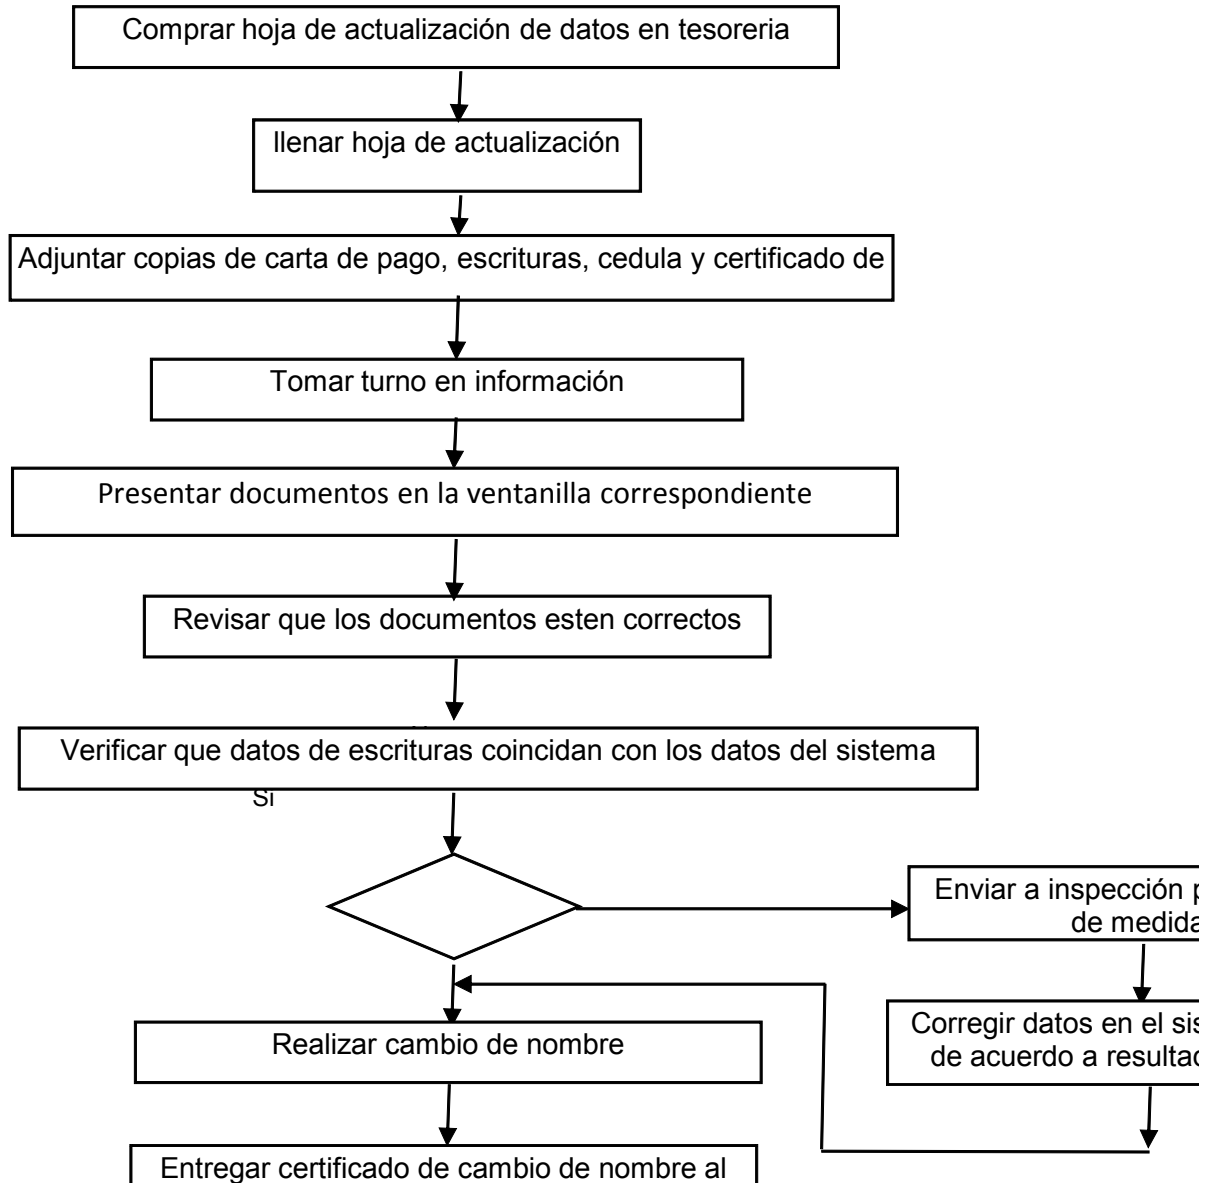 Comprar hoja de actualización de datos en tesoreria
llenar hoja de actualización
Adjuntar copias de carta de pago, escrituras, cedula y certificado de
Tomar turno en información
Presentar documentos en la ventanilla correspondiente
Revisar que los documentos esten correctos
Verificar que datos de escrituras coincidan con los datos del sistema
Si
Enviar a inspección
de
Realizar cambio de nombre
Corregir datos en el
de acuerdo a
Entregar certificado de cambio de nombre al